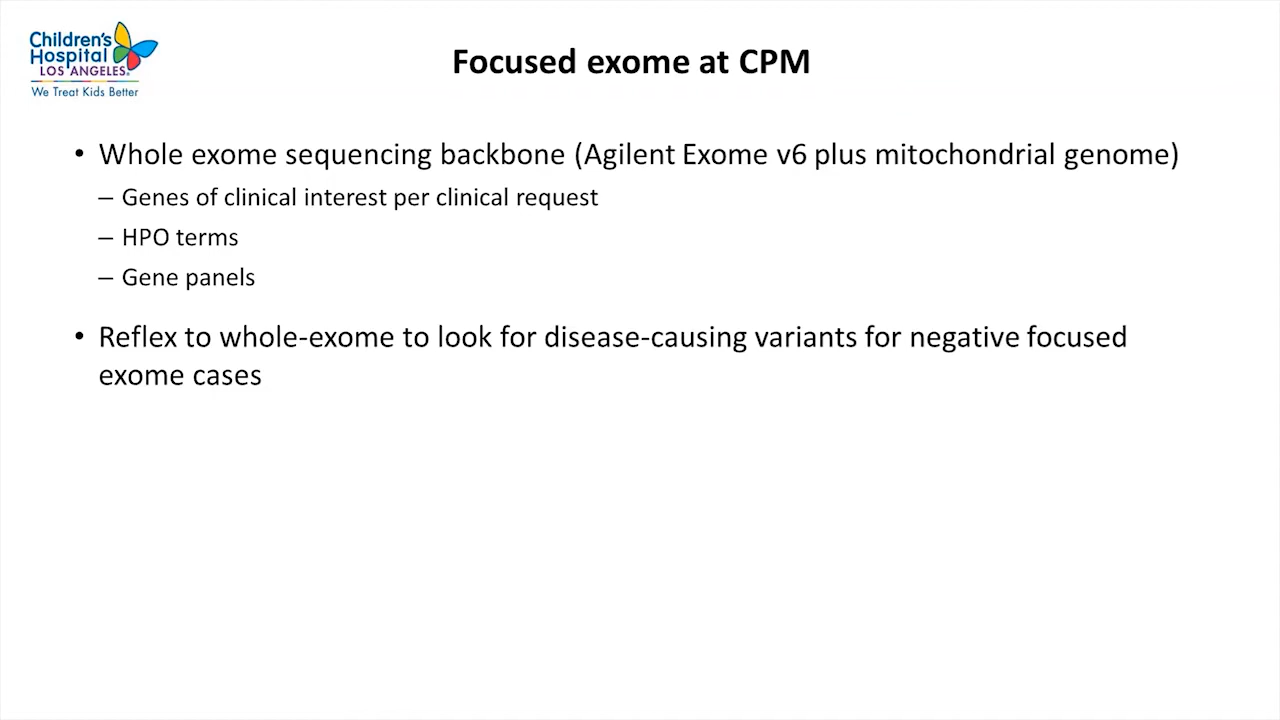 Children's
Hospital
LOS ANGELES®
We Treat Kids Better
Focused exome at CPM
• Whole exome sequencing backbone (Agilent Exome v6 plus mitochondrial genome)
– Genes of clinical interest per clinical request
– HPO terms
– Gene panels
• Reflex to whole-exome to look for disease-causing variants for negative focused
exome cases